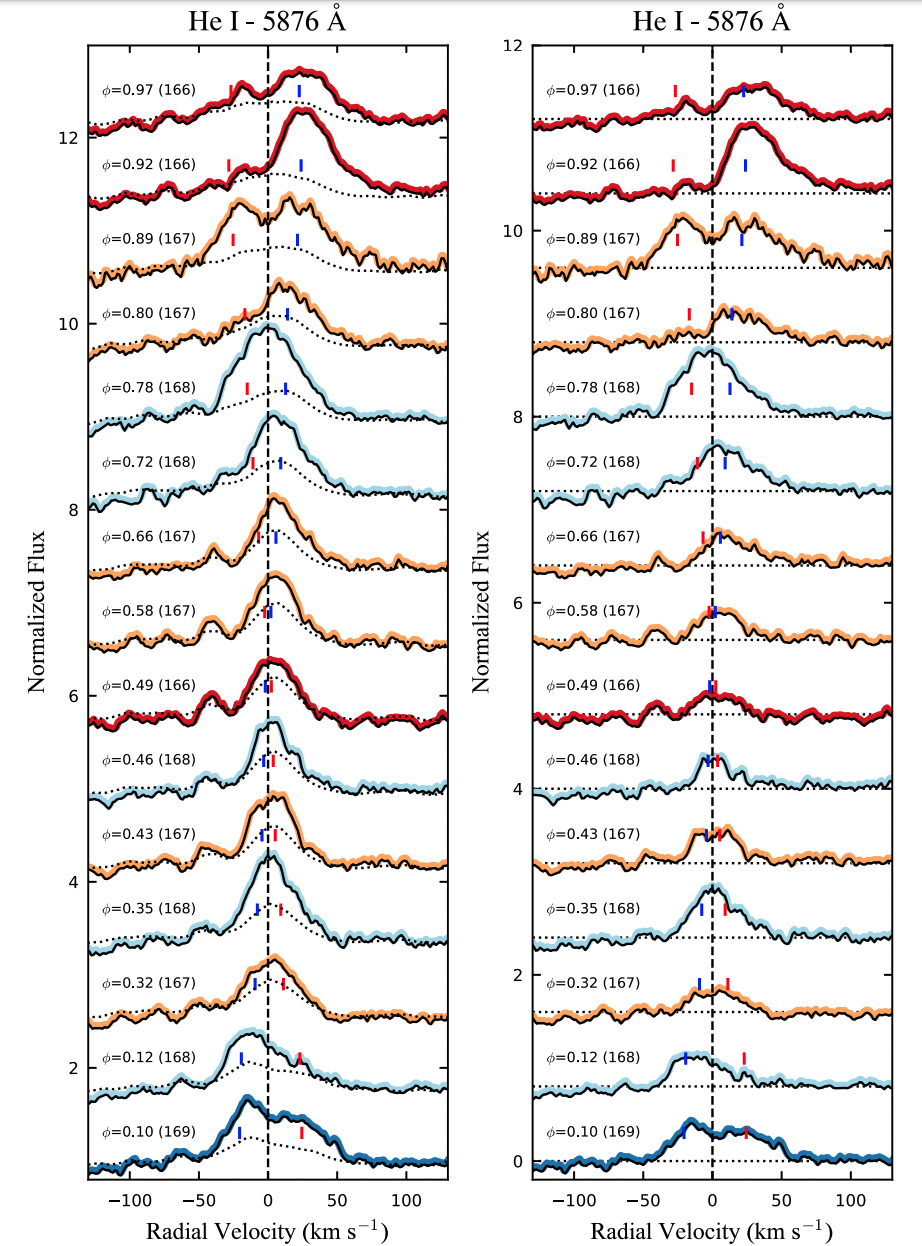 He I - 5876 Å
ϕ=0.97 (166)
12
ϕ=0.92 (166)
ϕ=0.89 (167)
10
ϕ=0.80 (167)
ϕ=0.78 (168)
ϕ=0.72 (168)
8
ϕ=0.66 (167)
ϕ=0.58 (167)
ϕ=0.49 (166)
6
ϕ=0.46 (168)
ϕ=0.43 (167)
4
ϕ=0.35 (168)
ϕ=0.32 (167)
2
ϕ=0.12 (168)
ϕ=0.10 (169)
Normalized Flux
−100 −50 0 50 100
Radial Velocity (km s⁻¹)
He I - 5876 Å
12
ϕ=0.97 (166)
ϕ=0.92 (166)
10
ϕ=0.89 (167)
ϕ=0.80 (167)
ϕ=0.78 (168)
8
ϕ=0.72 (168)
ϕ=0.66 (167)
6
ϕ=0.58 (167)
ϕ=0.49 (166)
ϕ=0.46 (168)
4
ϕ=0.43 (167)
ϕ=0.35 (168)
2
ϕ=0.32 (167)
ϕ=0.12 (168)
ϕ=0.10 (169)
0
Normalized Flux
−100 −50 0 50 100
Radial Velocity (km s⁻¹)